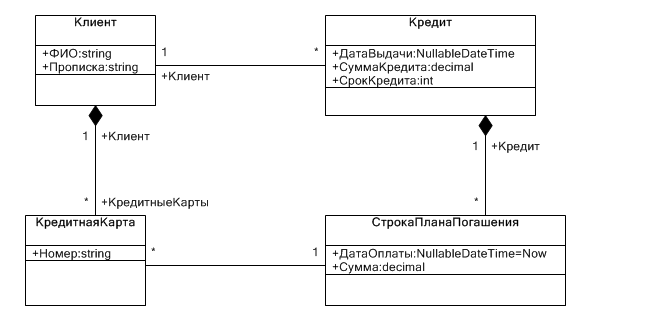 Клиент
+ФИО:string
+Прописка:string
1
+Клиент
*
Кредит
+ДатаВыдачи:NullableDateTime
+СуммаКредита:decimal
+СрокКредита:int
1
+Клиент
*
+КредитныеКарты
1
+Кредит
*
КредитнаяКарта
+Номер:string
*
1
СтрокаПланаПогашения
+ДатаОплаты:NullableDateTime=Now
+Сумма:decimal